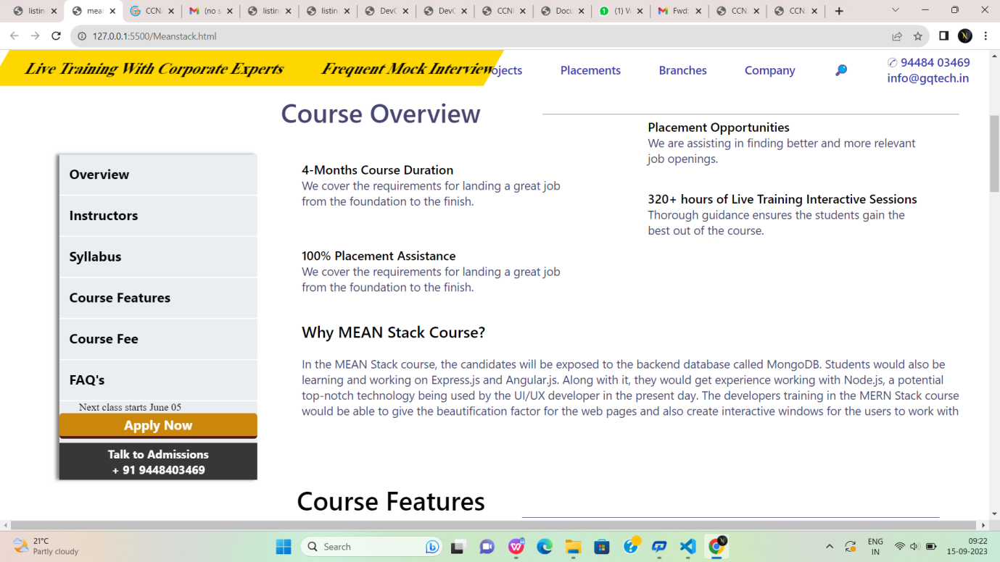 listin
mean
CCNA
(no s
listin
listin
DevO
DevO
CCNP
Docu
(1) W
Fwd:
CCNA
CCNA
127.0.0.1:5500/Meanstack.html
Live Training With Corporate Experts
Frequent Mock Interview
ojects
Placements
Branches
Company
✆ 94484 03469
info@gqtech.in
Course Overview
Placement Opportunities
We are assisting in finding better and more relevant
job openings.
4-Months Course Duration
We cover the requirements for landing a great job
from the foundation to the finish.
320+ hours of Live Training Interactive Sessions
Thorough guidance ensures the students gain the
best out of the course.
100% Placement Assistance
We cover the requirements for landing a great job
from the foundation to the finish.
Overview
Instructors
Syllabus
Course Features
Course Fee
FAQ's
Next class starts June 05
Apply Now
Talk to Admissions
+ 91 9448403469
Why MEAN Stack Course?
In the MEAN Stack course, the candidates will be exposed to the backend database called MongoDB. Students would also be
learning and working on Express.js and Angular.js. Along with it, they would get experience working with Node.js, a potential
top-notch technology being used by the UI/UX developer in the present day. The developers training in the MERN Stack course
would be able to give the beautification factor for the web pages and also create interactive windows for the users to work with
Course Features
21°C
Partly cloudy
Search
ENG
IN
09:22
15-09-2023